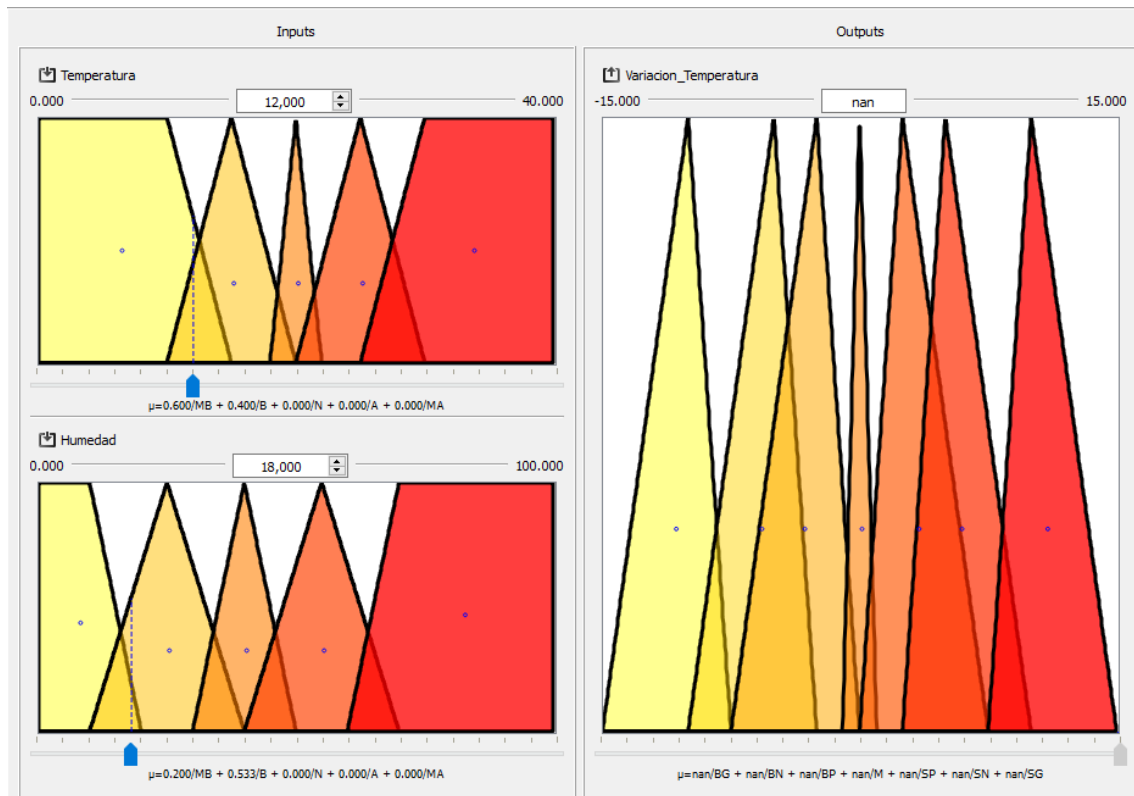 Inputs
Temperatura
0.000 12,000 40.000
μ=0.600/MB + 0.400/B + 0.000/N + 0.000/A + 0.000/MA
Humedad
0.000 18,000 100.000
μ=0.200/MB + 0.533/B + 0.000/N + 0.000/A + 0.000/MA
Outputs
Variacion_Temperatura
-15.000 nan 15.000
μ=nan/BG + nan/BN + nan/BP + nan/M + nan/SP + nan/SN + nan/SG